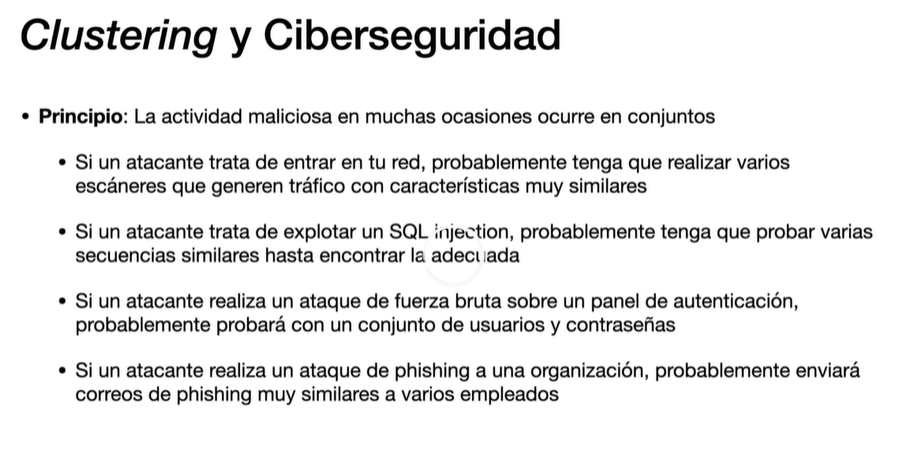 Clustering y Ciberseguridad
• Principio: La actividad maliciosa en muchas ocasiones ocurre en conjuntos
• Si un atacante trata de entrar en tu red, probablemente tenga que realizar varios
escáneres que generen tráfico con características muy similares
• Si un atacante trata de explotar un SQL injection, probablemente tenga que probar varias
secuencias similares hasta encontrar la adecuada
• Si un atacante realiza un ataque de fuerza bruta sobre un panel de autenticación,
probablemente probará con un conjunto de usuarios y contraseñas
• Si un atacante realiza un ataque de phishing a una organización, probablemente enviará
correos de phishing muy similares a varios empleados